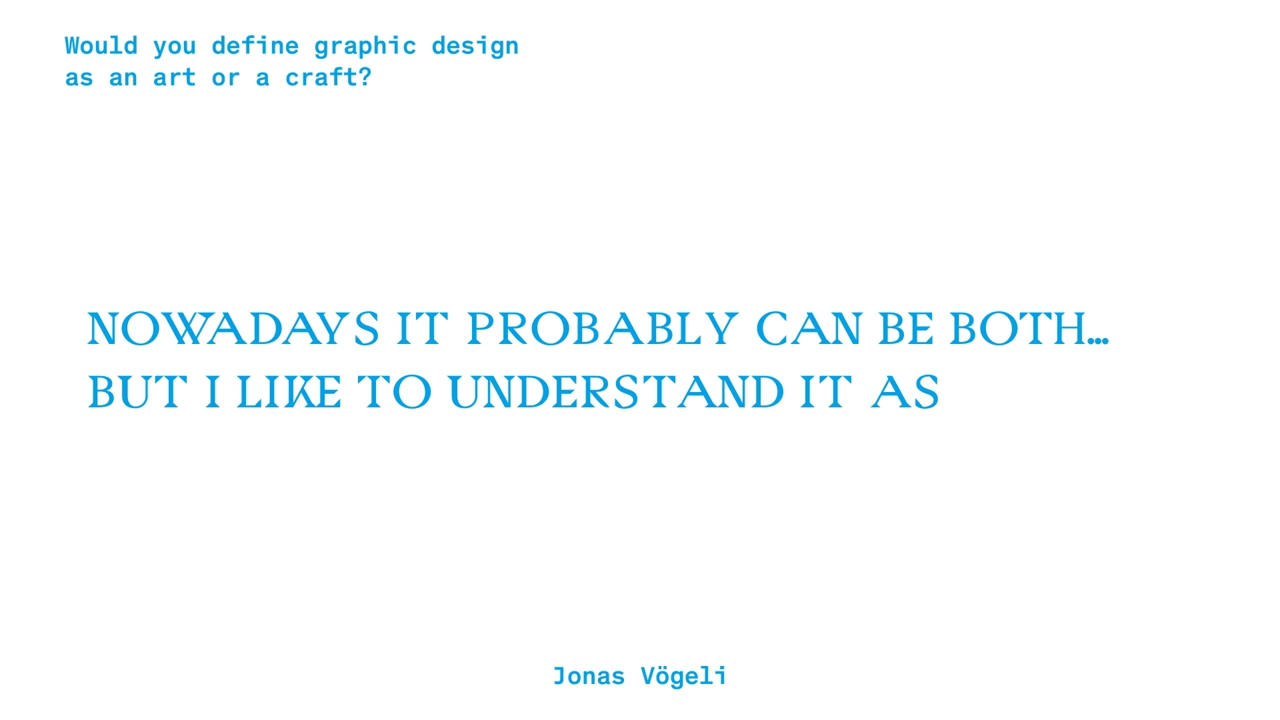 Would you define graphic design
as an art or a craft?
NOWADAYS IT PROBABLY CAN BE BOTH...
BUT I LIKE TO UNDERSTAND IT AS
Jonas Vögeli